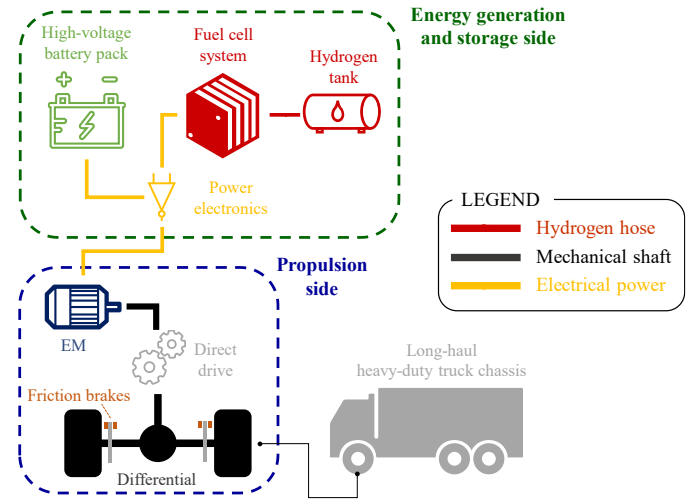 Energy generation
and storage side
High-voltage
battery pack
Fuel cell
system
Hydrogen
tank
Power
electronics
LEGEND
Hydrogen hose
Mechanical shaft
Electrical power
Propulsion
side
EM
Direct
drive
Friction brakes
Differential
Long-haul
heavy-duty truck chassis